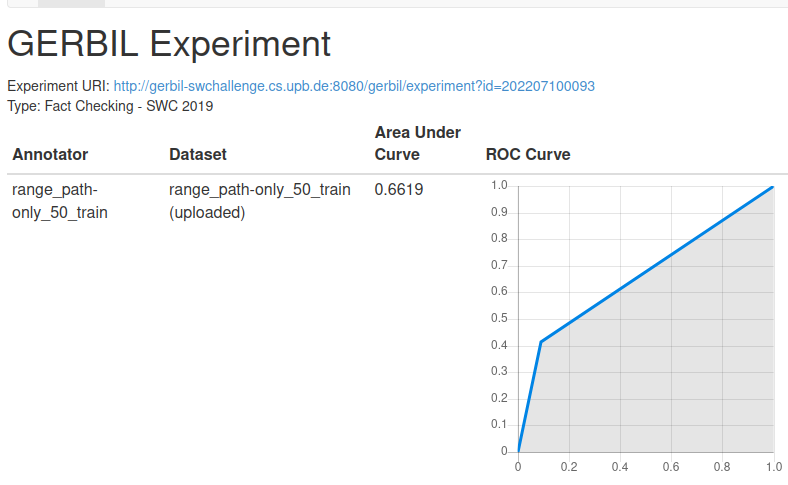 GERBIL Experiment
Experiment URI: http://gerbil-swchallenge.cs.upb.de:8080/gerbil/experiment?id=202207100093
Type: Fact Checking - SWC 2019
Annotator Dataset Area Under Curve ROC Curve
range_path-only_50_train range_path-only_50_train (uploaded) 0.6619
1.0
0.9
0.8
0.7
0.6
0.5
0.4
0.3
0.2
0.1
0
0 0.2 0.4 0.6 0.8 1.0